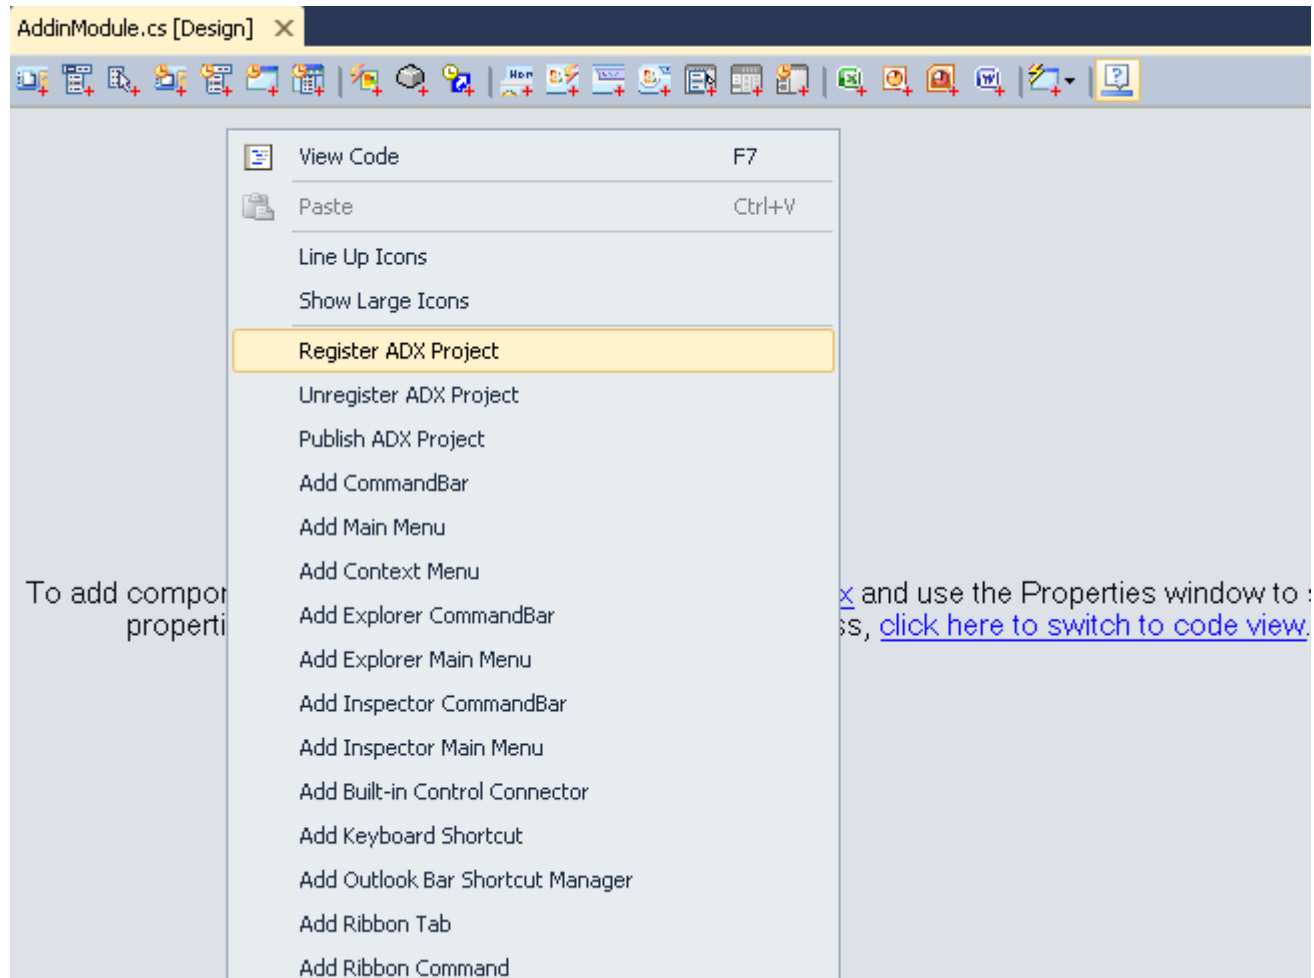 AddinModule.cs [Design]
View Code F7
Paste Ctrl+V
Line Up Icons
Show Large Icons
Register ADX Project
Unregister ADX Project
Publish ADX Project
Add CommandBar
Add Main Menu
Add Context Menu
To add compor x and use the Properties window to s
Add Explorer CommandBar
properti ss, click here to switch to code view.
Add Explorer Main Menu
Add Inspector CommandBar
Add Inspector Main Menu
Add Built-in Control Connector
Add Keyboard Shortcut
Add Outlook Bar Shortcut Manager
Add Ribbon Tab
Add Ribbon Command